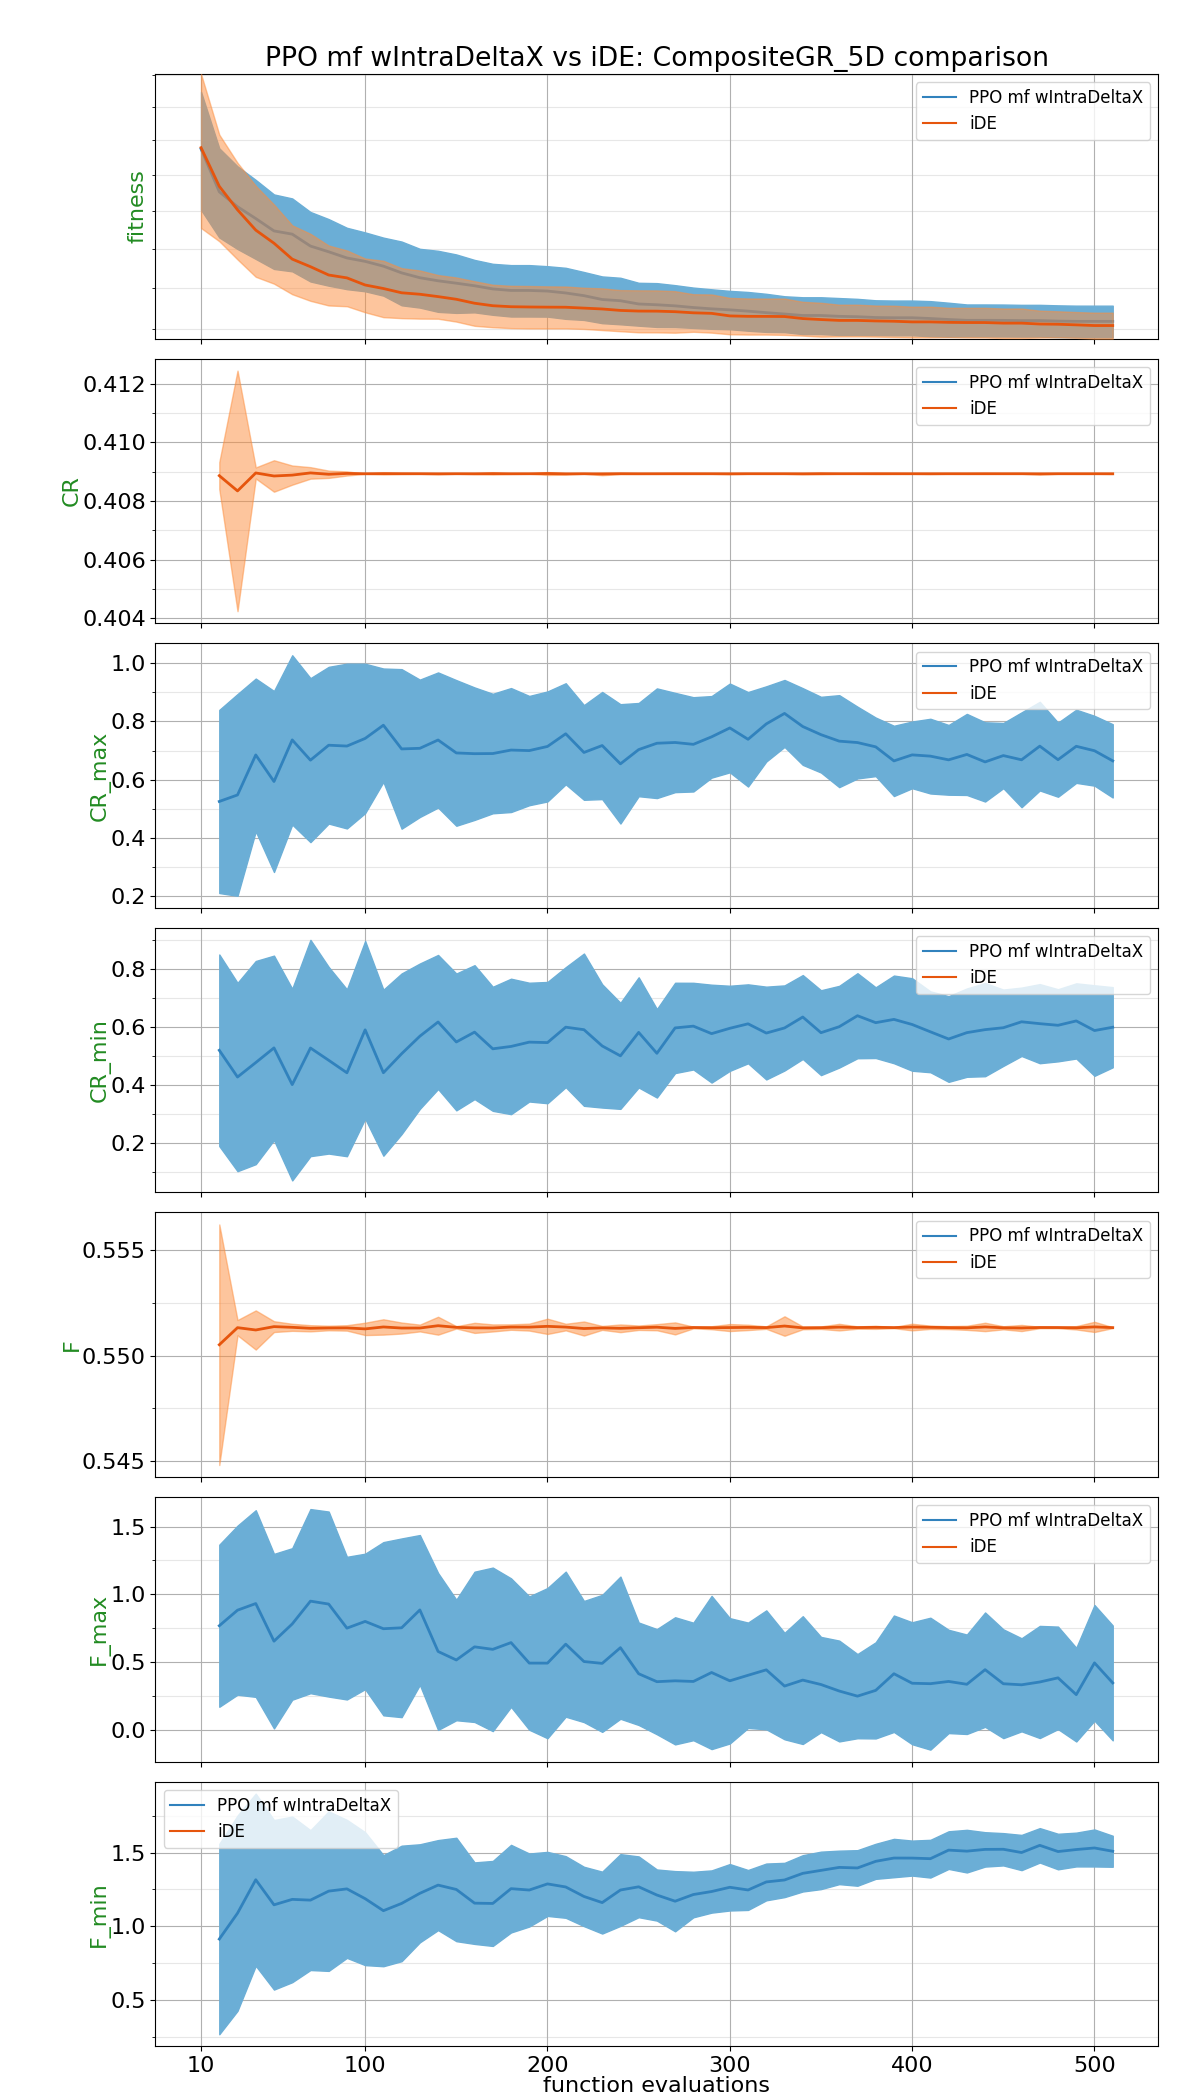 PPO mf wIntraDeltaX vs iDE: CompositeGR_5D comparison
PPO mf wIntraDeltaX
iDE
fitness
PPO mf wIntraDeltaX
iDE
0.412
0.410
0.408
0.406
0.404
CR
PPO mf wIntraDeltaX
iDE
1.0
0.8
0.6
0.4
0.2
CR_max
PPO mf wIntraDeltaX
iDE
0.8
0.6
0.4
0.2
CR_min
PPO mf wIntraDeltaX
iDE
0.555
0.550
0.545
F
PPO mf wIntraDeltaX
iDE
1.5
1.0
0.5
0.0
F_max
PPO mf wIntraDeltaX
iDE
1.5
1.0
0.5
F_min
10 100 200 300 400 500
function evaluations